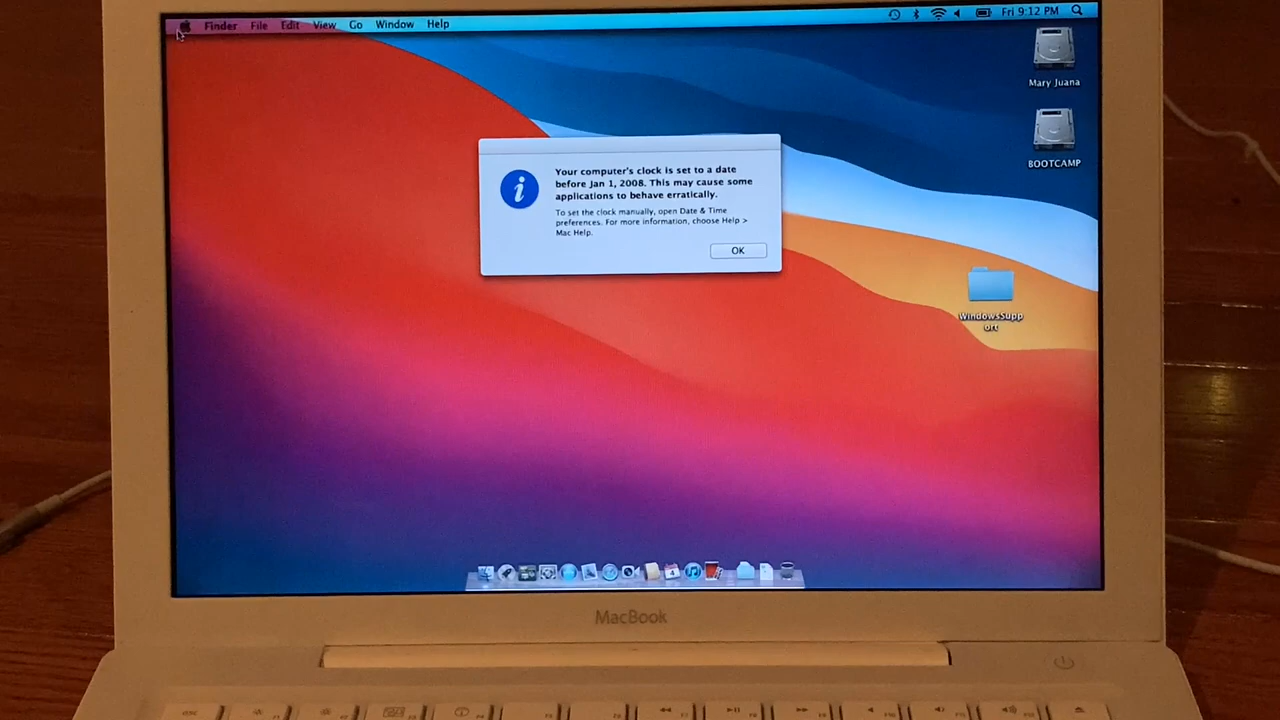 Finder File Edit View Go Window Help
Fri 9:12 PM
Mary Juana
BOOTCAMP
Your computer's clock is set to a date
before Jan 1, 2008. This may cause some
applications to behave erratically.
To set the clock manually, open Date & Time
preferences. For more information, choose Help >
Mac Help.
OK
WindowsSupp
ort
MacBook
esc